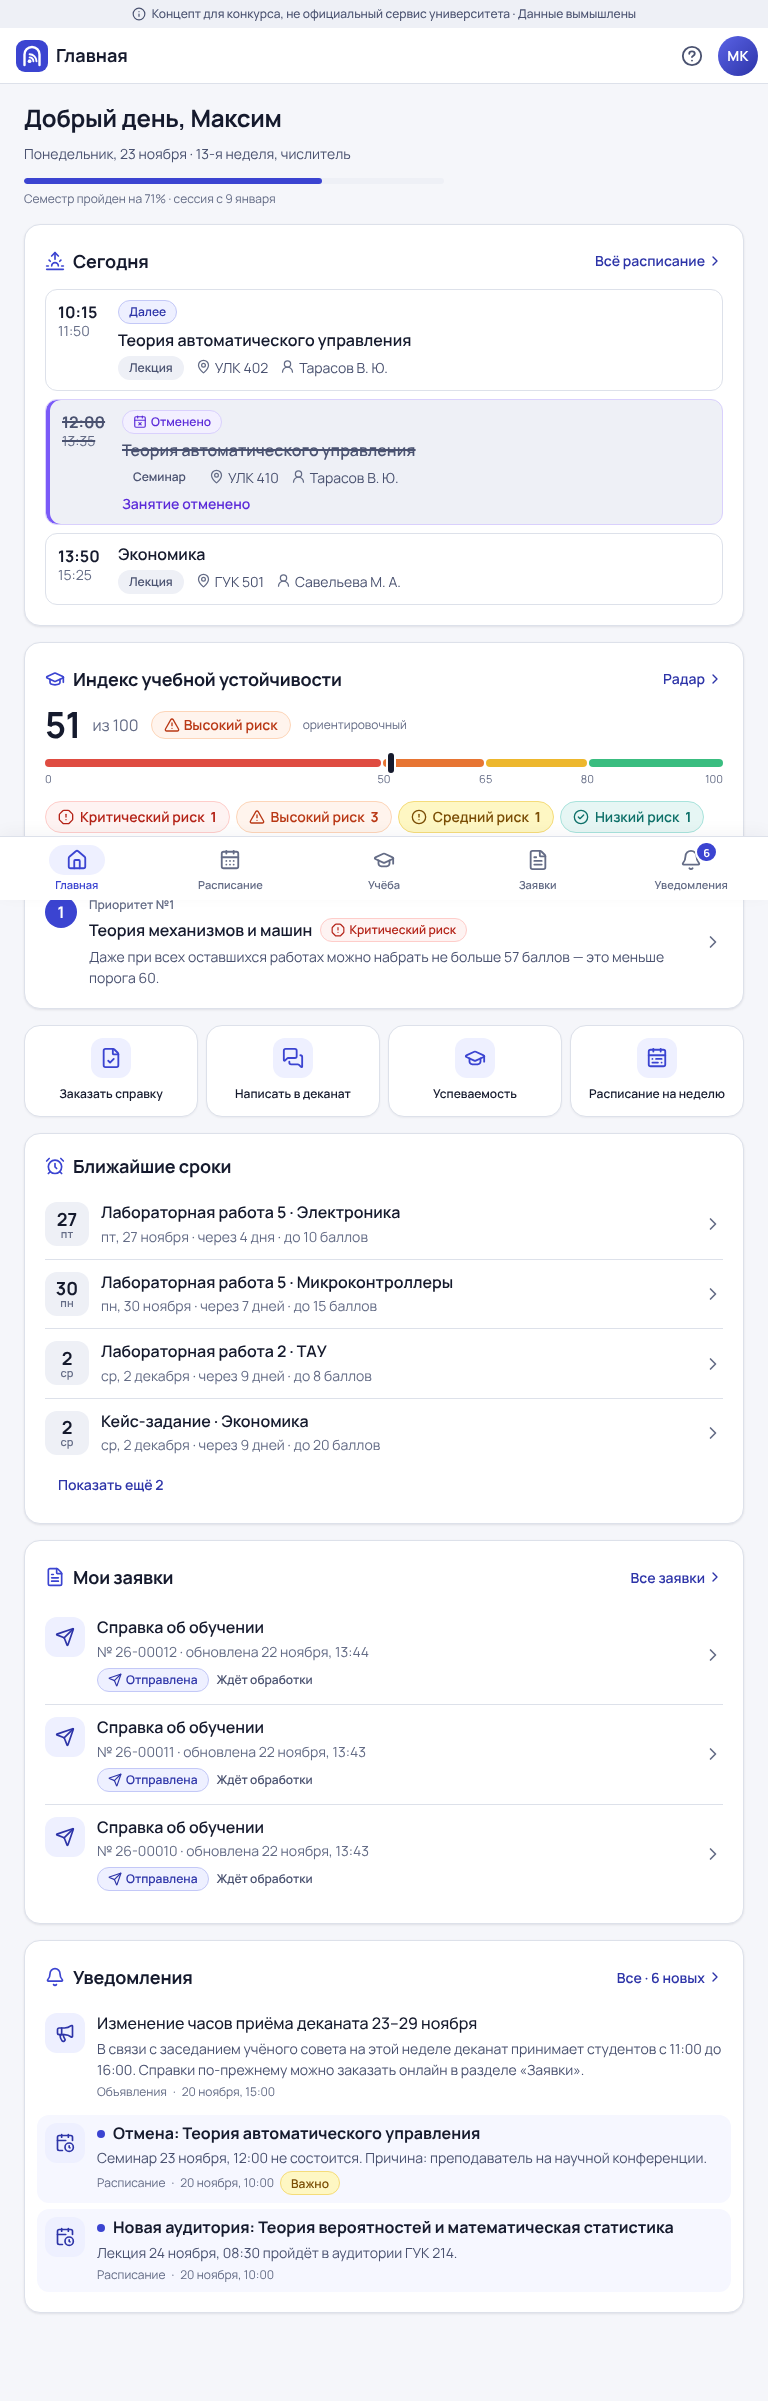 Концепт для конкурса, не официальный сервис университета · Данные вымышлены
Главная
МК
Добрый день, Максим
Понедельник, 23 ноября · 13-я неделя, числитель
Семестр пройден на 71% · сессия с 9 января
Сегодня
Всё расписание
10:15
11:50
Далее
Теория автоматического управления
Лекция УЛК 402 Тарасов В. Ю.
12:00
13:35
Отменено
Теория автоматического управления
Семинар УЛК 410 Тарасов В. Ю.
Занятие отменено
13:50
15:25
Экономика
Лекция ГУК 501 Савельева М. А.
Индекс учебной устойчивости
Радар
51 из 100 Высокий риск ориентировочный
0 50 65 80 100
Критический риск 1 Высокий риск 3 Средний риск 1 Низкий риск 1
Главная Расписание Учёба Заявки Уведомления 6
1
Приоритет №1
Теория механизмов и машин Критический риск
Даже при всех оставшихся работах можно набрать не больше 57 баллов — это меньше
порога 60.
Заказать справку Написать в деканат Успеваемость Расписание на неделю
Ближайшие сроки
27
пт
Лабораторная работа 5 · Электроника
пт, 27 ноября · через 4 дня · до 10 баллов
30
пн
Лабораторная работа 5 · Микроконтроллеры
пн, 30 ноября · через 7 дней · до 15 баллов
2
ср
Лабораторная работа 2 · ТАУ
ср, 2 декабря · через 9 дней · до 8 баллов
2
ср
Кейс-задание · Экономика
ср, 2 декабря · через 9 дней · до 20 баллов
Показать ещё 2
Мои заявки
Все заявки
Справка об обучении
№ 26-00012 · обновлена 22 ноября, 13:44
Отправлена Ждёт обработки
Справка об обучении
№ 26-00011 · обновлена 22 ноября, 13:43
Отправлена Ждёт обработки
Справка об обучении
№ 26-00010 · обновлена 22 ноября, 13:43
Отправлена Ждёт обработки
Уведомления
Все · 6 новых
Изменение часов приёма деканата 23–29 ноября
В связи с заседанием учёного совета на этой неделе деканат принимает студентов с 11:00 до
16:00. Справки по-прежнему можно заказать онлайн в разделе «Заявки».
Объявления · 20 ноября, 15:00
Отмена: Теория автоматического управления
Семинар 23 ноября, 12:00 не состоится. Причина: преподаватель на научной конференции.
Расписание · 20 ноября, 10:00 Важно
Новая аудитория: Теория вероятностей и математическая статистика
Лекция 24 ноября, 08:30 пройдёт в аудитории ГУК 214.
Расписание · 20 ноября, 10:00